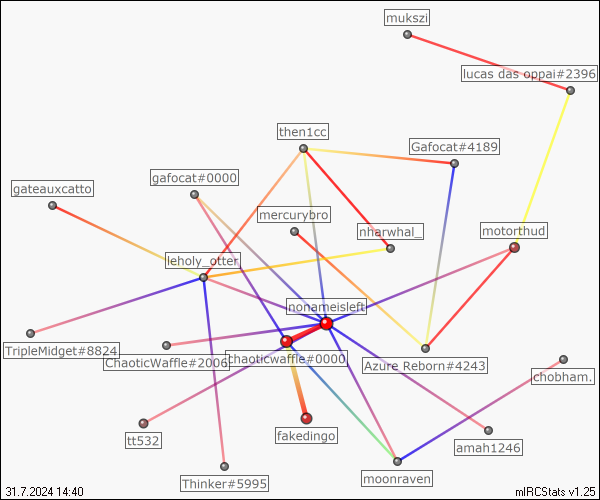 mukszi
lucas das oppai#2396
then1cc
Gafocat#4189
gafocat#0000
gateauxcatto
mercurybro
nharwhal_
motorthud
leholy_otter
nonameisleft
TripleMidget#8824
ChaoticWaffle#2006
chaoticwaffle#0000
Azure Reborn#4243
chobham.
tt532
fakedingo
amah1246
Thinker#5995
moonraven
31.7.2024 14:40
mIRCStats v1.25